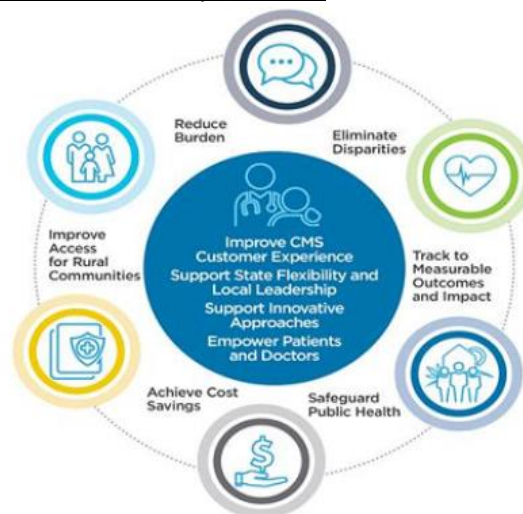 Reduce
Burden
Eliminate
Disparities
Improve
Access
for Rural
Communities
Improve CMS
Customer Experience
Support State Flexibility and
Local Leadership
Support Innovative
Approaches
Empower Patients
and Doctors
Track to
Measurable
Outcomes
and Impact
Achieve Cost
Savings
Safeguard
Public Health
$